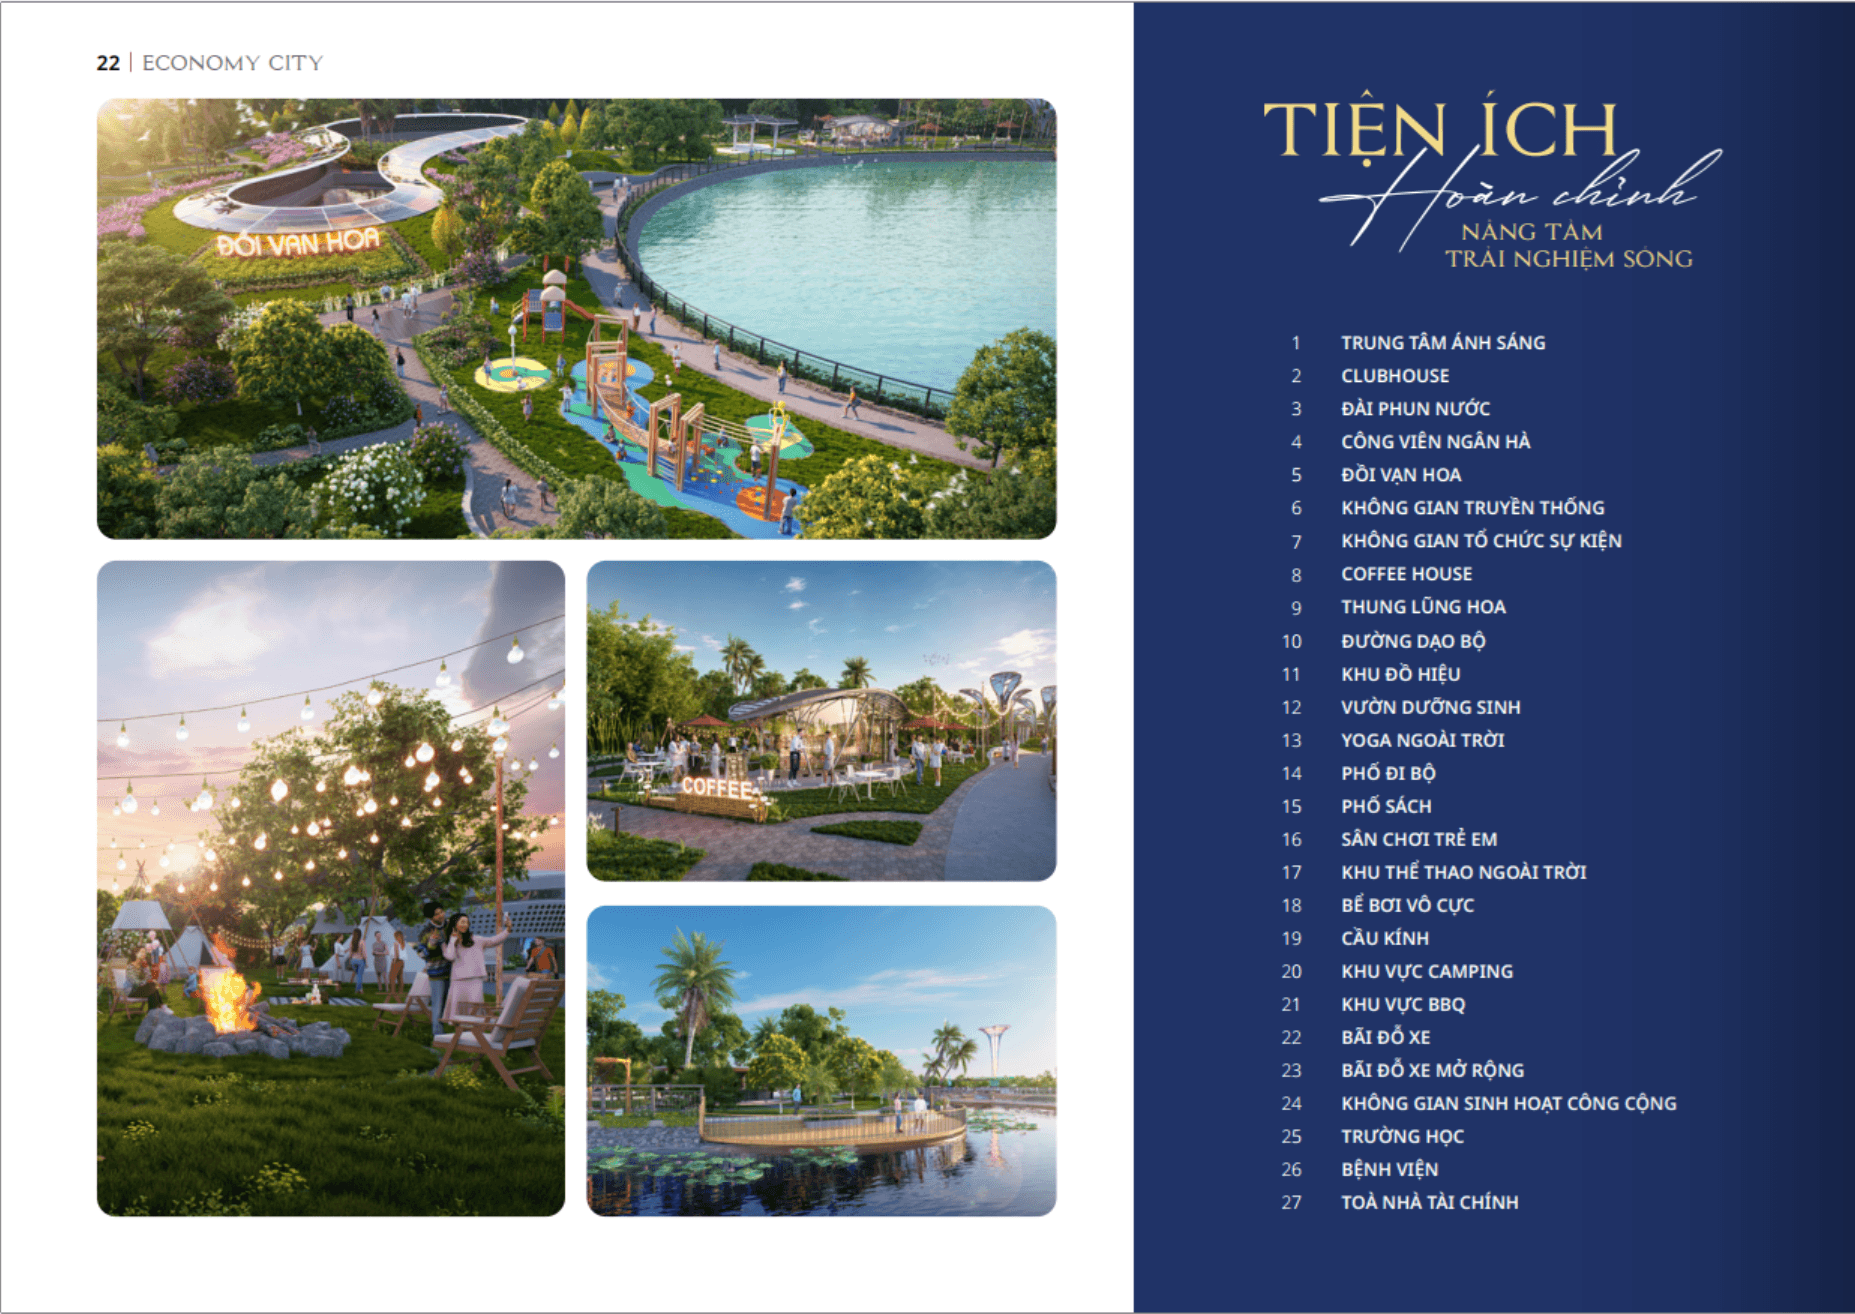 22 | ECONOMY CITY
ĐỒI VẠN HOA
COFFEE
TIỆN ÍCH
Hoàn chỉnh
NÂNG TẦM
TRẢI NGHIỆM SỐNG
1 TRUNG TÂM ÁNH SÁNG
2 CLUBHOUSE
3 ĐÀI PHUN NƯỚC
4 CÔNG VIÊN NGÂN HÀ
5 ĐỒI VẠN HOA
6 KHÔNG GIAN TRUYỀN THỐNG
7 KHÔNG GIAN TỔ CHỨC SỰ KIỆN
8 COFFEE HOUSE
9 THUNG LŨNG HOA
10 ĐƯỜNG DẠO BỘ
11 KHU ĐỒ HIỆU
12 VƯỜN DƯỠNG SINH
13 YOGA NGOÀI TRỜI
14 PHỐ ĐI BỘ
15 PHỐ SÁCH
16 SÂN CHƠI TRẺ EM
17 KHU THỂ THAO NGOÀI TRỜI
18 BỂ BƠI VÔ CỰC
19 CẦU KÍNH
20 KHU VỰC CAMPING
21 KHU VỰC BBQ
22 BÃI ĐỖ XE
23 BÃI ĐỖ XE MỞ RỘNG
24 KHÔNG GIAN SINH HOẠT CÔNG CỘNG
25 TRƯỜNG HỌC
26 BỆNH VIỆN
27 TOÀ NHÀ TÀI CHÍNH